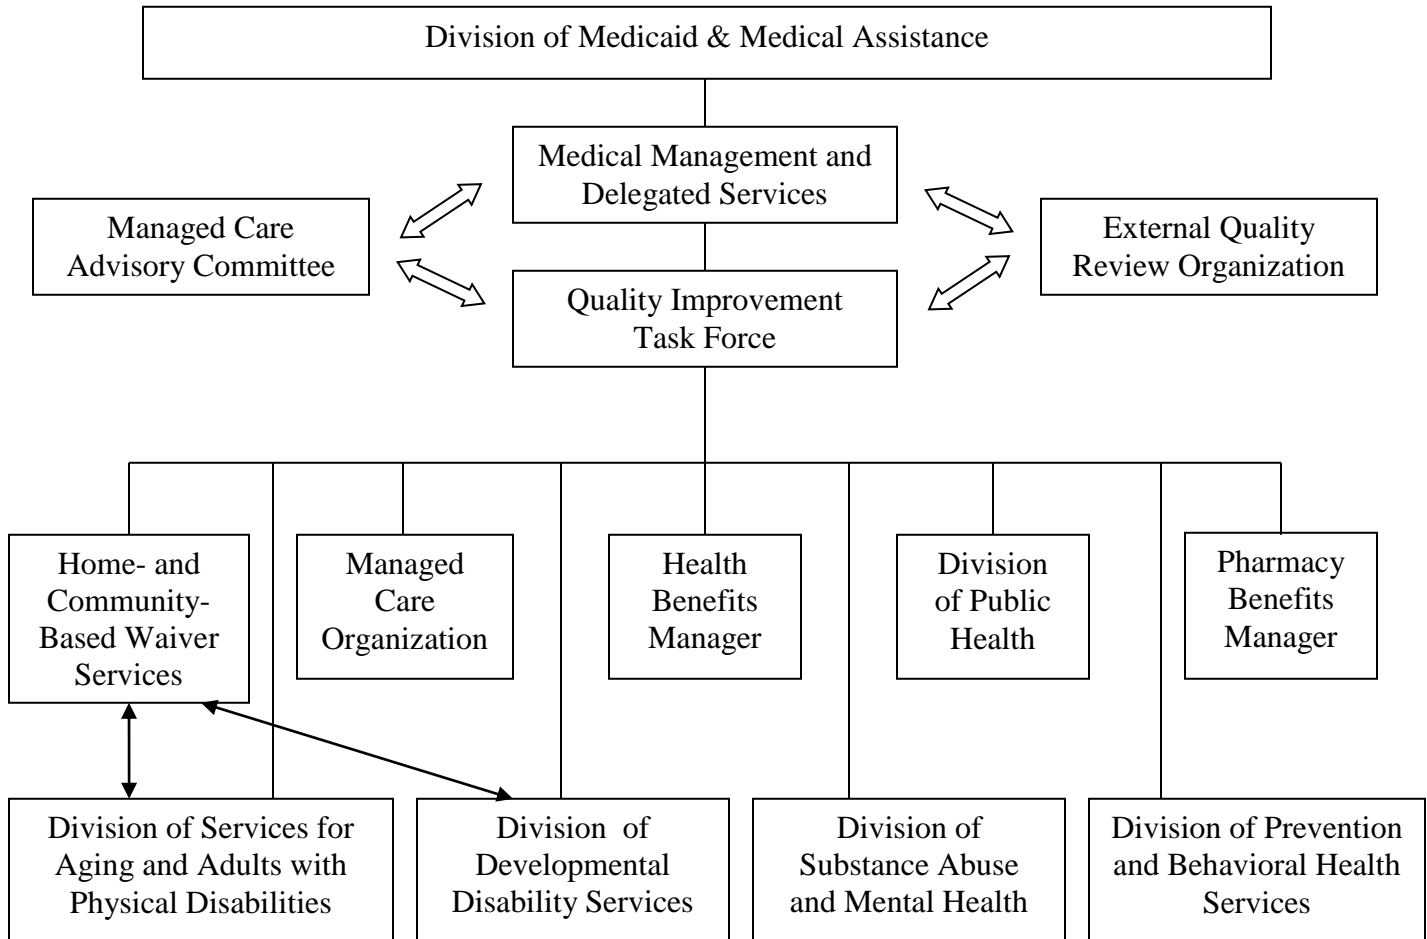 Division of Medicaid & Medical Assistance
Medical Management and
Delegated Services
Managed Care
Advisory Committee
External Quality
Review Organization
Quality Improvement
Task Force
Home- and
Community-
Based Waiver
Services
Managed
Care
Organization
Health
Benefits
Manager
Division
of Public
Health
Pharmacy
Benefits
Manager
Division of Services for
Aging and Adults with
Physical Disabilities
Division of
Developmental
Disability Services
Division of
Substance Abuse
and Mental Health
Division of Prevention
and Behavioral Health
Services